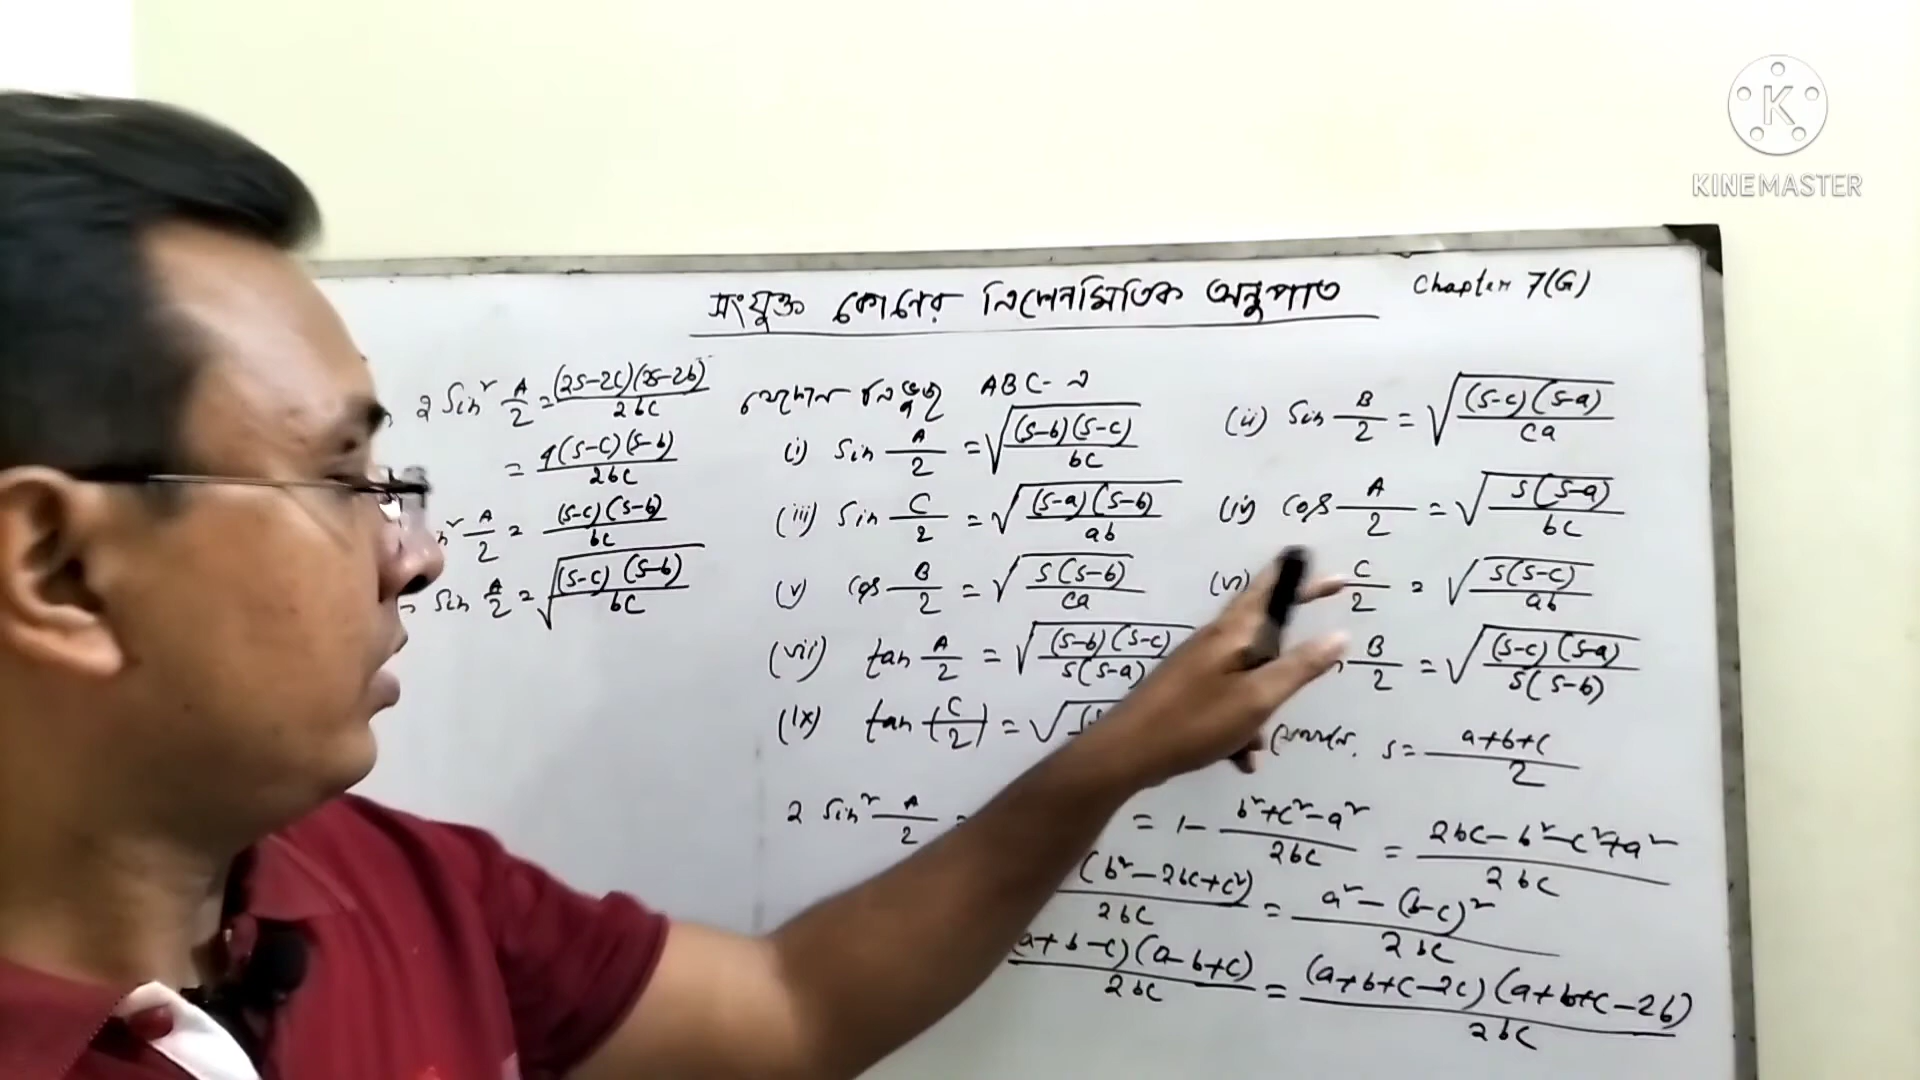 KINEMASTER
সংযুক্ত কোণের ত্রিকোনমিতিক অনুপাত Chapter 7(G)
2 Sin² A/2 = (2S-2C)(2S-2b)/2bc
= 4(S-C)(S-b)/2bc
A/2 = (S-C)(S-b)/bc
Sin A/2 = √((S-C)(S-b)/bc)
যেকোন ত্রিভুজ ABC-এ
(i) Sin A/2 = √((S-b)(S-c)/bc)
(ii) Sin B/2 = √((S-c)(S-a)/ca)
(iii) Sin C/2 = √((S-a)(S-b)/ab)
(iv) Cos A/2 = √(S(S-a)/bc)
(v) Cos B/2 = √(S(S-b)/ca)
(vi) C/2 = √(S(S-c)/ab)
(vii) tan A/2 = √((S-b)(S-c)/S(S-a))
B/2 = √((S-c)(S-a)/S(S-b))
(ix) tan(C/2) = √
S = a+b+c/2
2 Sin² A/2 =
= 1- b²+c²-a²/2bc = 2bc-b²-c²+a²/2bc
(b²-2bc+c²)/2bc = a²-(b-c)²/2bc
(a+b-c)(a-b+c)/2bc = (a+b+c-2c)(a+b+c-2b)/2bc